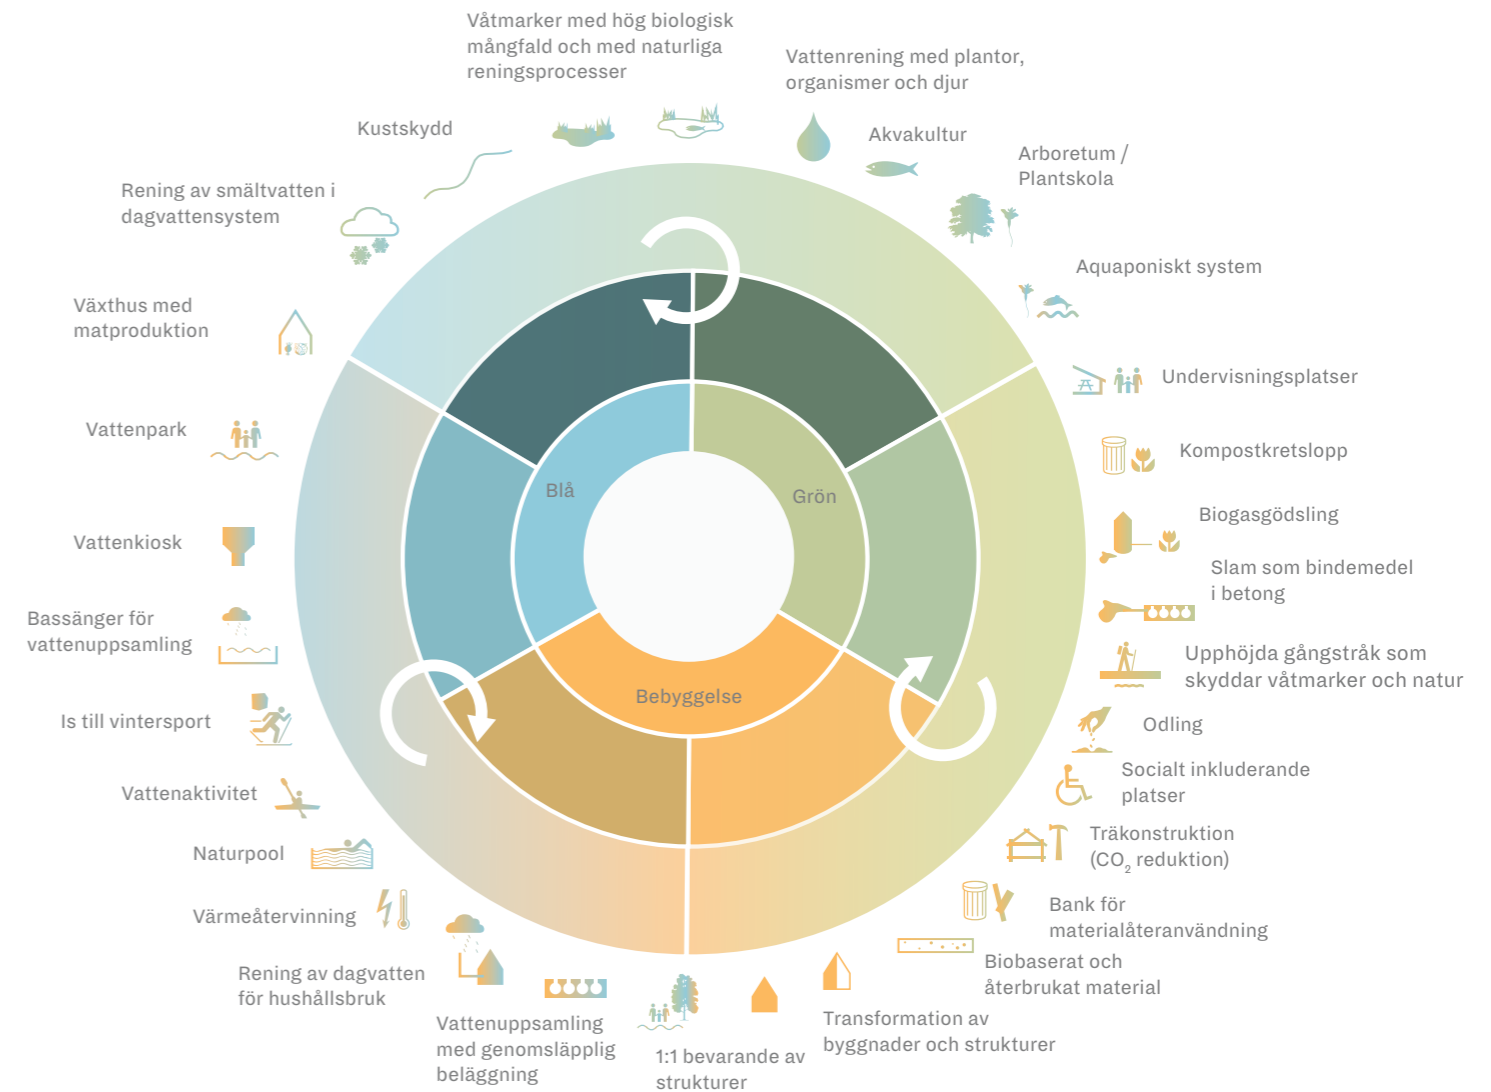 Våtmarker med hög biologisk
mångfald och med naturliga
reningsprocesser
Vattenrening med plantor,
organismer och djur
Kustskydd
Akvakultur
Arboretum /
Plantskola
Rening av smältvatten i
dagvattensystem
Aquaponiskt system
Växthus med
matproduktion
Undervisningsplatser
Vattenpark
Kompostkretslopp
Blå
Grön
Biogasgödsling
Vattenkiosk
Slam som bindemedel
i betong
Bassänger för
vattenuppsamling
Upphöjda gångstråk som
skyddar våtmarker och natur
Bebyggelse
Is till vintersport
Odling
Socialt inkluderande
platser
Vattenaktivitet
Träkonstruktion
(CO₂ reduktion)
Naturpool
Bank för
materialåteranvändning
Värmeåtervinning
Biobaserat och
återbrukat material
Rening av dagvatten
för hushållsbruk
Transformation av
byggnader och strukturer
Vattenuppsamling
med genomsläpplig
beläggning
1:1 bevarande av
strukturer